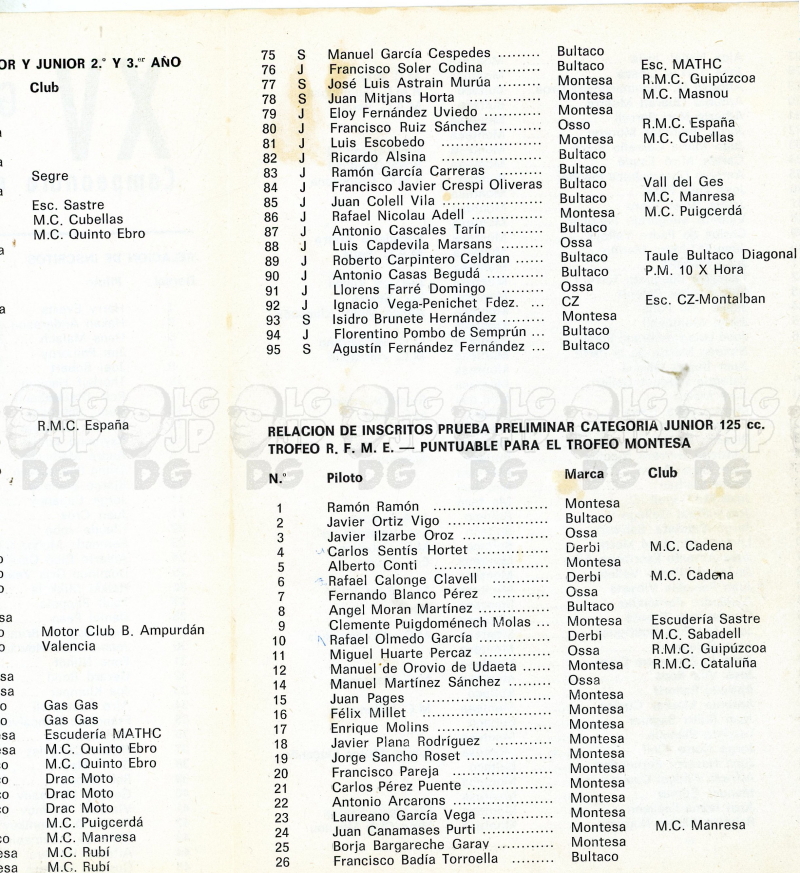 OR Y JUNIOR 2.º Y 3.er AÑO
Club
Segre
Esc. Sastre
M.C. Cubellas
M.C. Quinto Ebro
R.M.C. España
Motor Club B. Ampurdán
Valencia
Gas Gas
Gas Gas
Escudería MATHC
M.C. Quinto Ebro
M.C. Quinto Ebro
Drac Moto
Drac Moto
Drac Moto
M.C. Puigcerdá
M.C. Manresa
M.C. Rubí
M.C. Rubí
75 S Manuel García Cespedes ......... Bultaco
76 J Francisco Soler Codina ......... Bultaco Esc. MATHC
77 S José Luis Astrain Murúa ......... Montesa R.M.C. Guipúzcoa
78 S Juan Mitjans Horta ............... Montesa M.C. Masnou
79 J Eloy Fernández Uviedo ............ Montesa
80 J Francisco Ruiz Sánchez ......... Osso R.M.C. España
81 J Luis Escobedo ..................... Montesa M.C. Cubellas
82 J Ricardo Alsina ..................... Bultaco
83 J Ramón García Carreras ......... Bultaco
84 J Francisco Javier Crespi Oliveras Bultaco Vall del Ges
85 J Juan Colell Vila ..................... Bultaco M.C. Manresa
86 J Rafael Nicolau Adell ............... Montesa M.C. Puigcerdá
87 J Antonio Cascales Tarín ......... Bultaco
88 J Luis Capdevila Marsans ......... Ossa
89 J Roberto Carpintero Celdran ...... Bultaco Taule Bultaco Diagonal
90 J Antonio Casas Begudá ............ Bultaco P.M. 10 X Hora
91 J Llorens Farré Domingo ......... Ossa
92 J Ignacio Vega-Penichet Fdez. ... CZ Esc. CZ-Montalban
93 S Isidro Brunete Hernández ......... Montesa
94 J Florentino Pombo de Semprún ... Bultaco
95 S Agustín Fernández Fernández ... Bultaco
RELACION DE INSCRITOS PRUEBA PRELIMINAR CATEGORIA JUNIOR 125 cc.
TROFEO R. F. M. E. — PUNTUABLE PARA EL TROFEO MONTESA
N.º Piloto Marca Club
1 Ramón Ramón ........................ Montesa
2 Javier Ortiz Vigo ..................... Bultaco
3 Javier Ilzarbe Oroz .................. Ossa
4 Carlos Sentís Hortet ............... Derbi M.C. Cadena
5 Alberto Conti ........................ Montesa
6 Rafael Calonge Clavell ............ Derbi M.C. Cadena
7 Fernando Blanco Pérez ............ Ossa
8 Angel Moran Martínez ............... Bultaco
9 Clemente Puigdoménech Molas ... Montesa Escudería Sastre
10 Rafael Olmedo García ............... Derbi M.C. Sabadell
11 Miguel Huarte Percaz ............... Ossa R.M.C. Guipúzcoa
12 Manuel de Orovio de Udaeta ...... Montesa R.M.C. Cataluña
14 Manuel Martínez Sánchez ......... Ossa
15 Juan Pages ........................... Montesa
16 Félix Millet ........................... Montesa
17 Enrique Molins ........................ Montesa
18 Javier Plana Rodríguez ............ Montesa
19 Jorge Sancho Roset .................. Montesa
20 Francisco Pareja ..................... Montesa
21 Carlos Pérez Puente .................. Montesa
22 Antonio Arcarons ..................... Montesa
23 Laureano García Vega ............... Montesa
24 Juan Canamases Purti ............... Montesa M.C. Manresa
25 Borja Bargareche Garay ............ Montesa
26 Francisco Badía Torroella ......... Bultaco